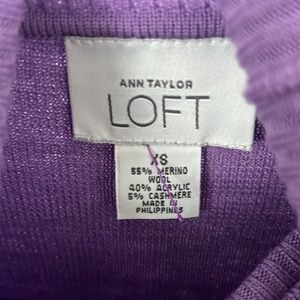 ANN TAYLOR
LOFT
XS
55% MERINO
WOOL
40% ACRYLIC
5% CASHMERE
MADE IN
PHILIPPINES